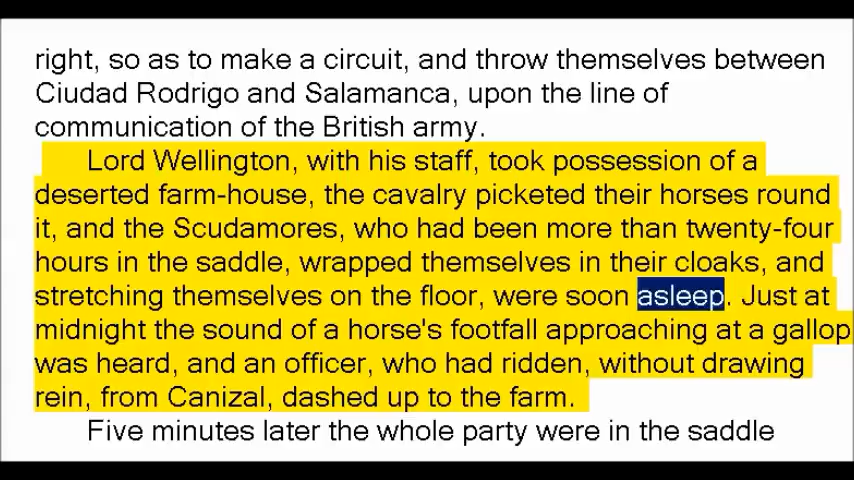 right, so as to make a circuit, and throw themselves between
Ciudad Rodrigo and Salamanca, upon the line of
communication of the British army.
Lord Wellington, with his staff, took possession of a
deserted farm-house, the cavalry picketed their horses round
it, and the Scudamores, who had been more than twenty-four
hours in the saddle, wrapped themselves in their cloaks, and
stretching themselves on the floor, were soon asleep. Just at
midnight the sound of a horse's footfall approaching at a gallop
was heard, and an officer, who had ridden, without drawing
rein, from Canizal, dashed up to the farm.
Five minutes later the whole party were in the saddle